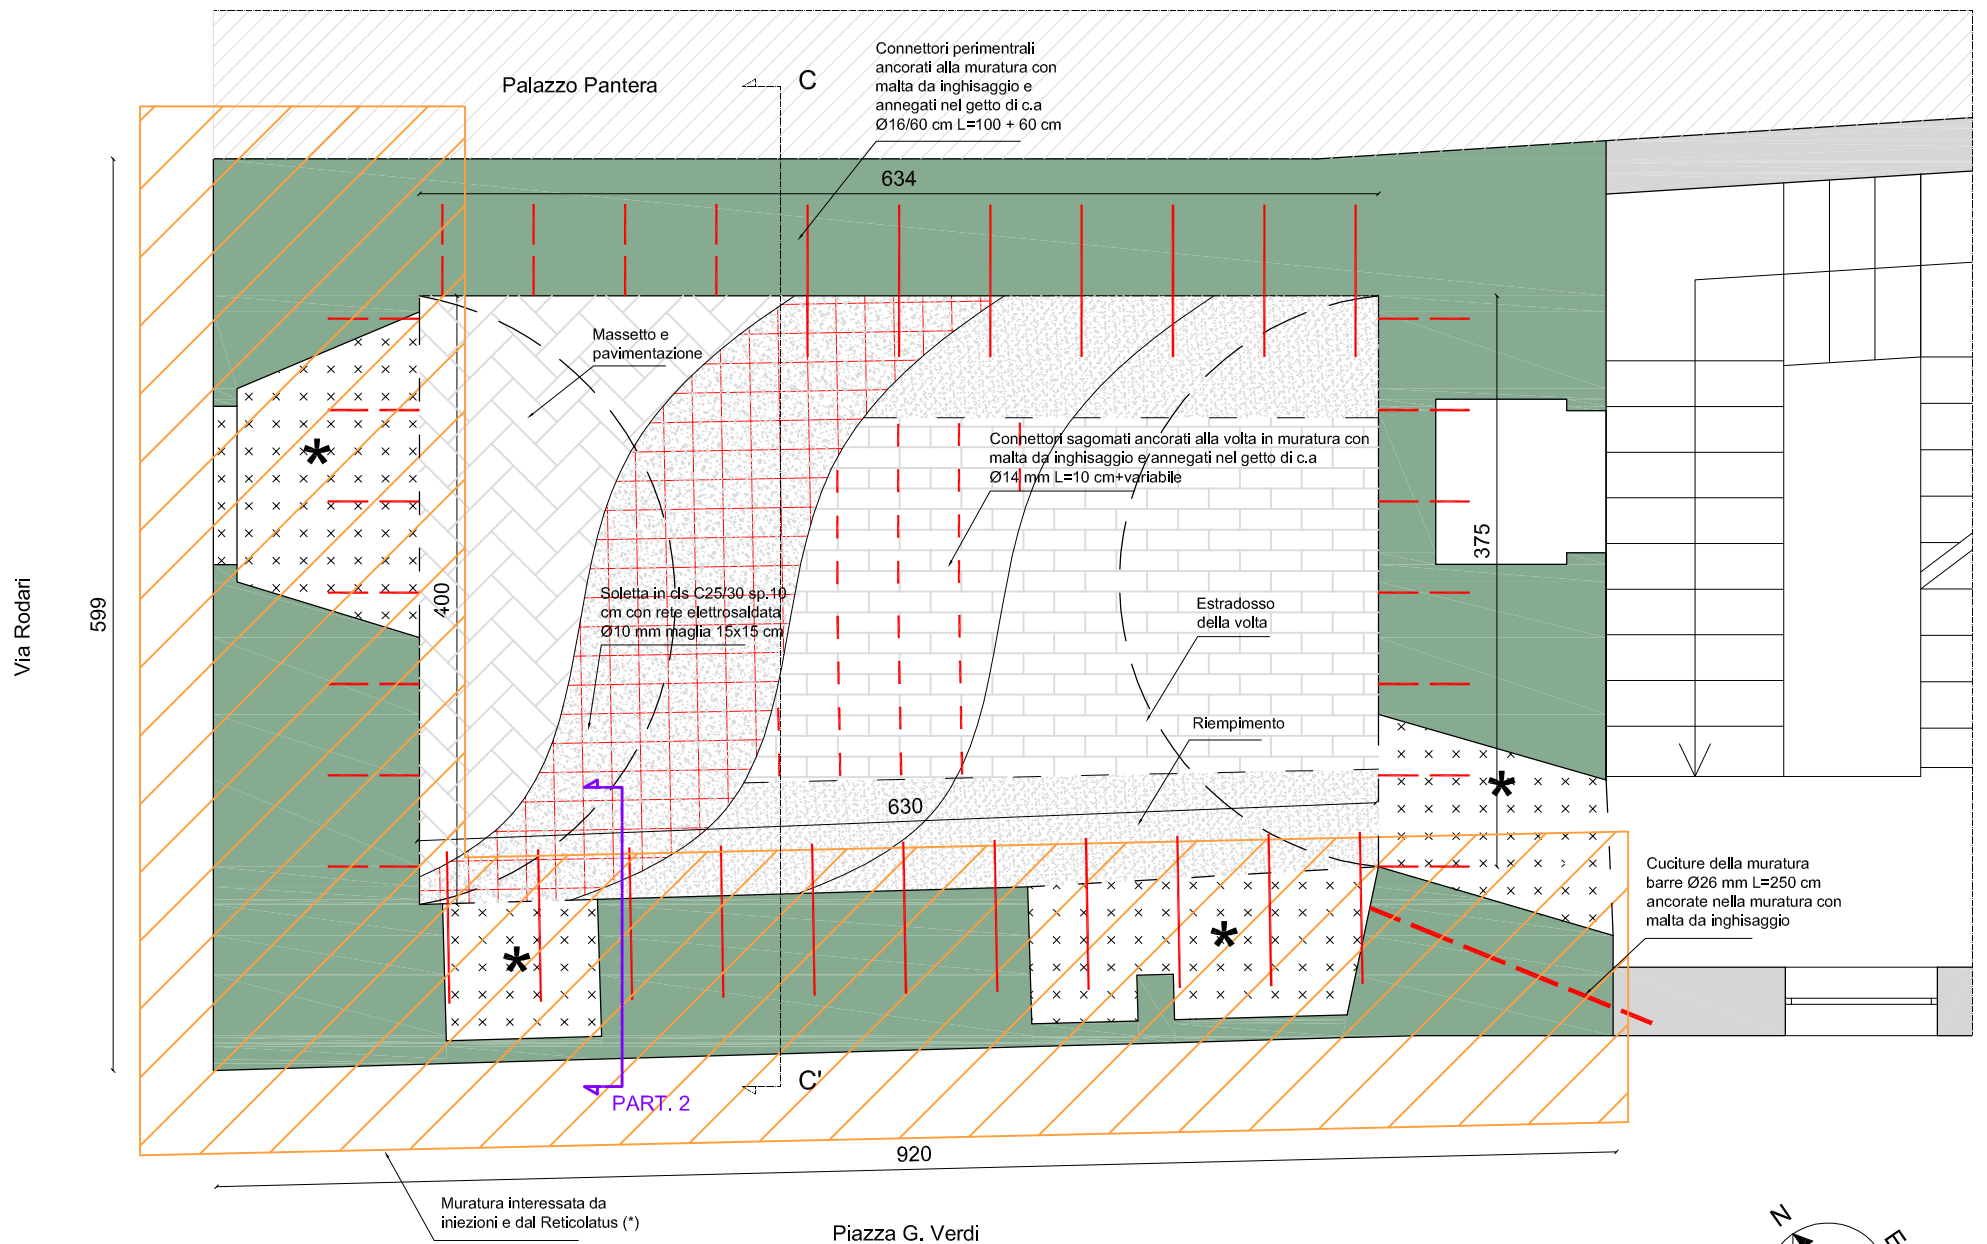 Palazzo Pantera
C
Connettori perimentrali
ancorati alla muratura con
malta da inghisaggio e
annegati nel getto di c.a
Ø16/60 cm L=100 + 60 cm
634
Massetto e
pavimentazione
Connettori sagomati ancorati alla volta in muratura con
malta da inghisaggio e annegati nel getto di c.a
Ø14 mm L=10 cm+variabile
375
Via Rodari
599
400
Soletta in cls C25/30 sp.10
cm con rete elettrosaldata
Ø10 mm maglia 15x15 cm
Estradosso
della volta
Riempimento
630
*
*
*
*
Cuciture della muratura
barre Ø26 mm L=250 cm
ancorate nella muratura con
malta da inghisaggio
C'
PART. 2
920
Muratura interessata da
iniezioni e dal Reticolatus (*)
Piazza G. Verdi
N
E